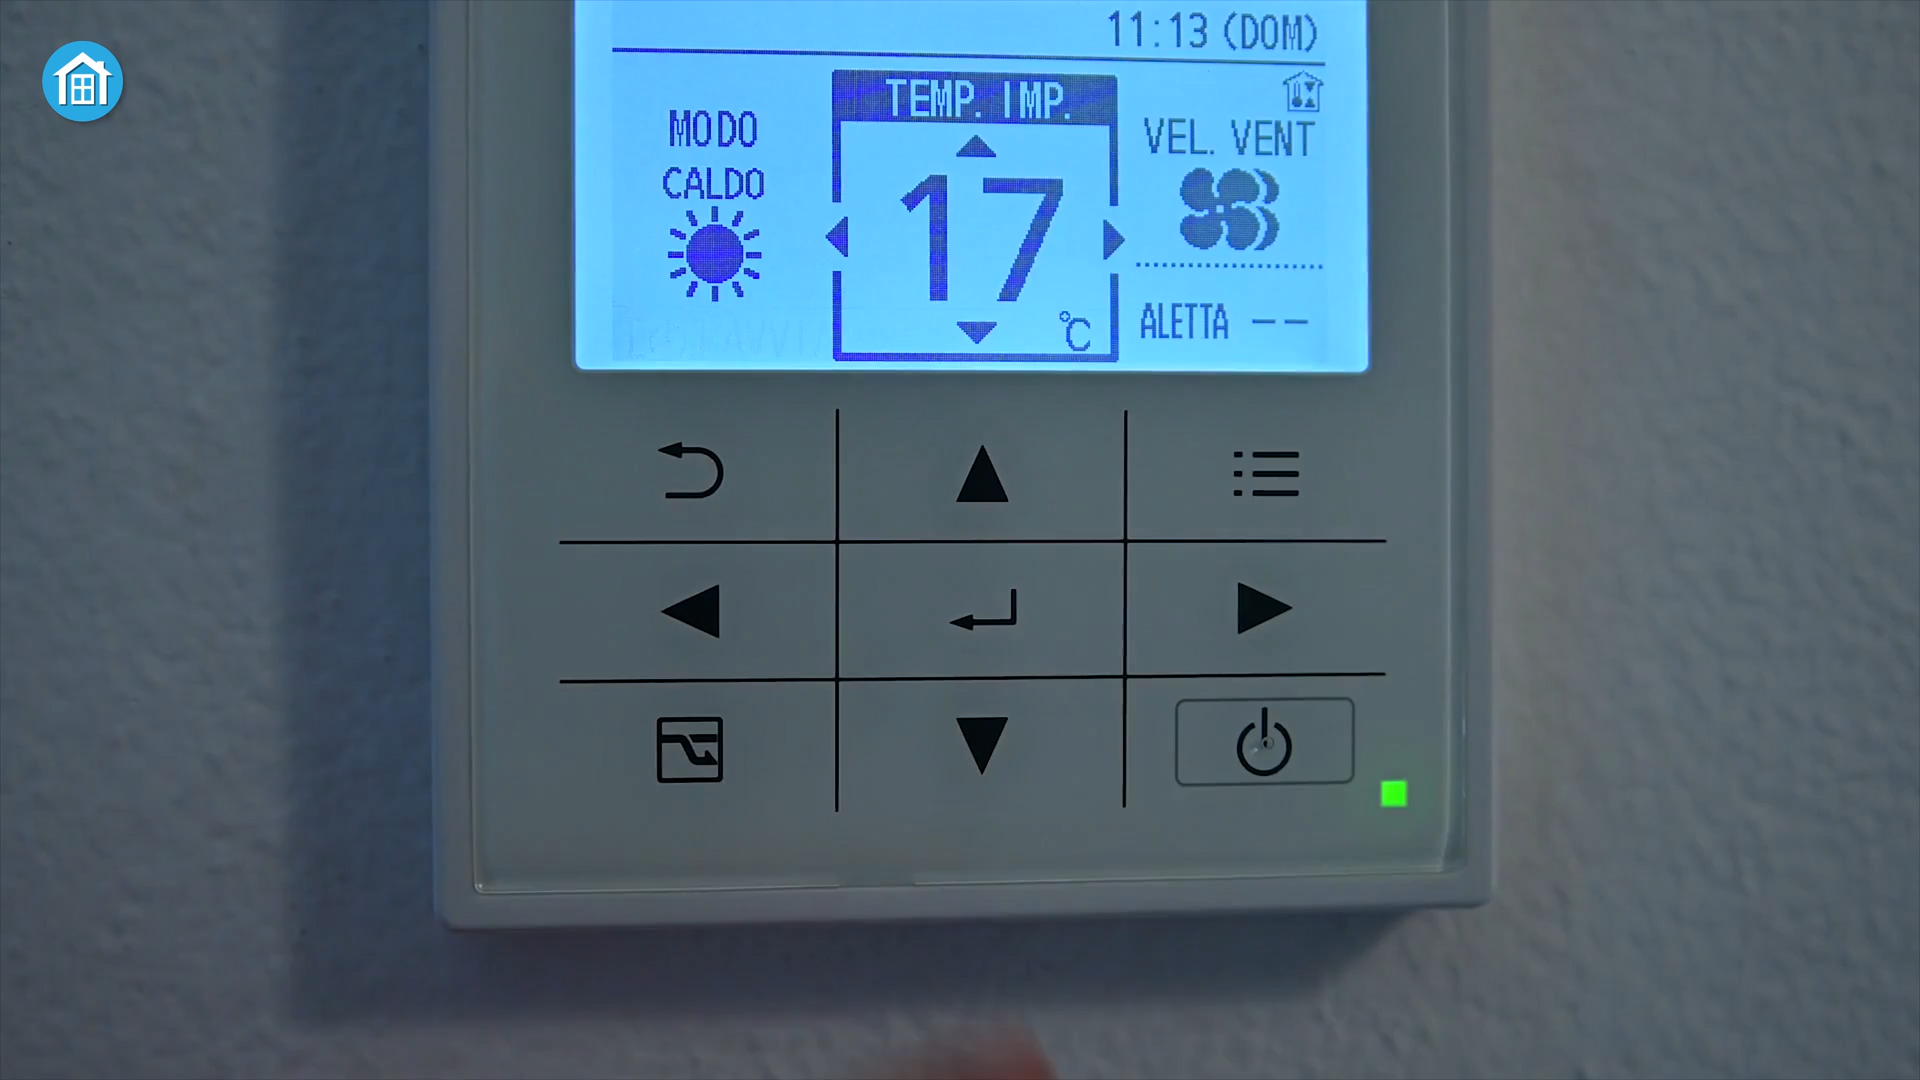 11:13 (DOM)
MODO
CALDO
TEMP. IMP.
17
°C
VEL. VENT
ALETTA --